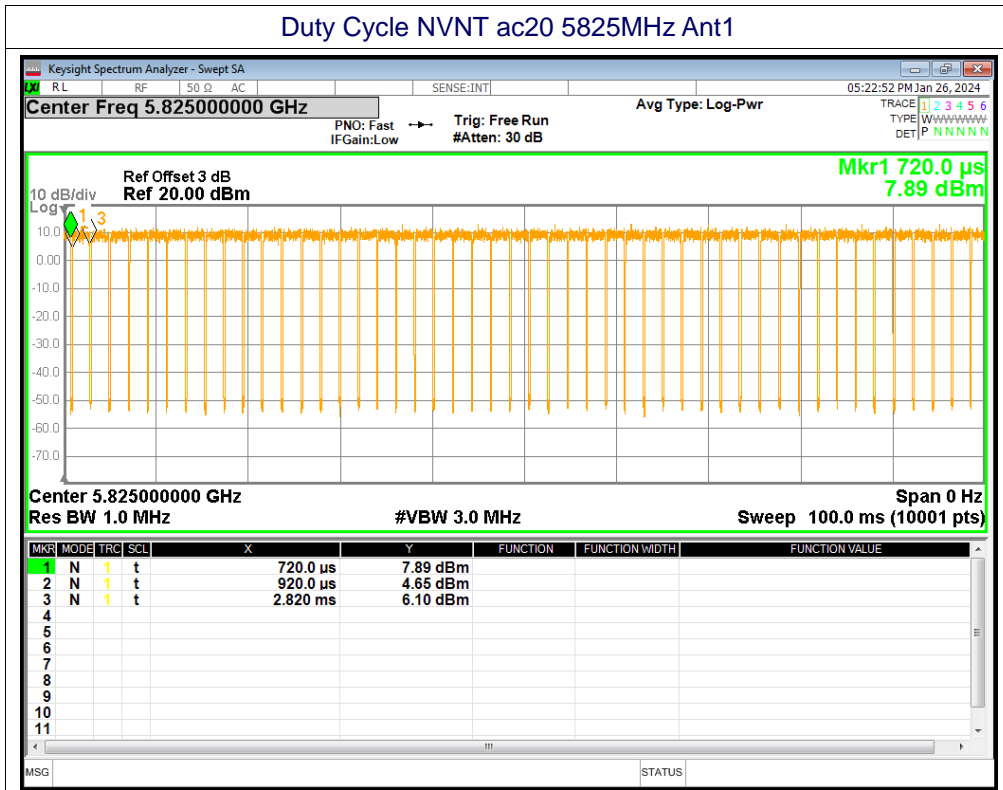 Duty Cycle NVNT ac20 5825MHz Ant1
Keysight Spectrum Analyzer - Swept SA
LXI RL RF 50 Ω AC SENSE:INT 05:22:52 PM Jan 26, 2024
Center Freq 5.825000000 GHz
PNO: Fast
IFGain:Low
Trig: Free Run
#Atten: 30 dB
Avg Type: Log-Pwr
TRACE 1 2 3 4 5 6
TYPE WWWWWWW
DET P N N N N N
Mkr1 720.0 µs
7.89 dBm
Ref Offset 3 dB
10 dB/div Ref 20.00 dBm
Log
1 3
10.0
0.00
-10.0
-20.0
-30.0
-40.0
-50.0
-60.0
-70.0
Center 5.825000000 GHz Span 0 Hz
Res BW 1.0 MHz #VBW 3.0 MHz Sweep 100.0 ms (10001 pts)
MKR MODE TRC SCL X Y FUNCTION FUNCTION WIDTH FUNCTION VALUE
1 N 1 t 720.0 µs 7.89 dBm
2 N 1 t 920.0 µs 4.65 dBm
3 N 1 t 2.820 ms 6.10 dBm
4
5
6
7
8
9
10
11
MSG STATUS